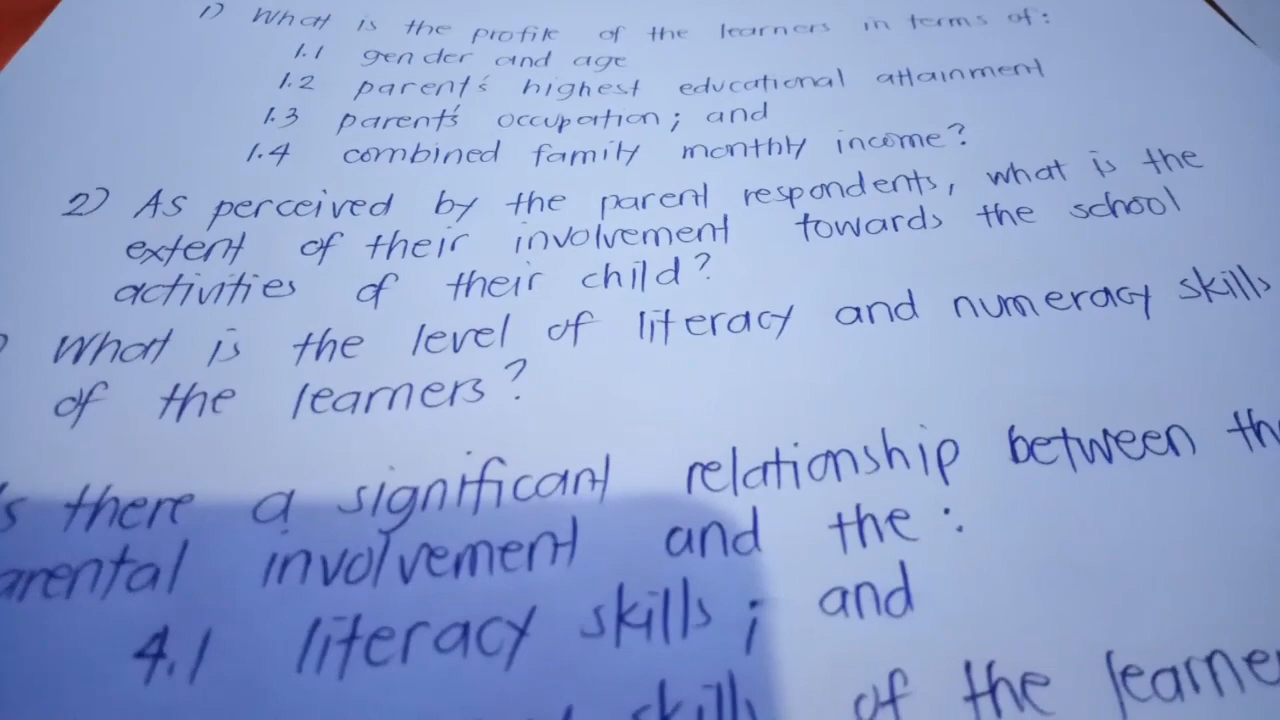 1) What is the profile of the learners in terms of:
1.1 gender and age
1.2 parent's highest educational attainment
1.3 parent's occupation; and
1.4 combined family monthly income?
2) As perceived by the parent respondents, what is the
extent of their involvement towards the school
activities of their child?
What is the level of literacy and numeracy skills
of the learners?
there a significant relationship between
involvement and the:
4.1 literacy skills; and
skills of the